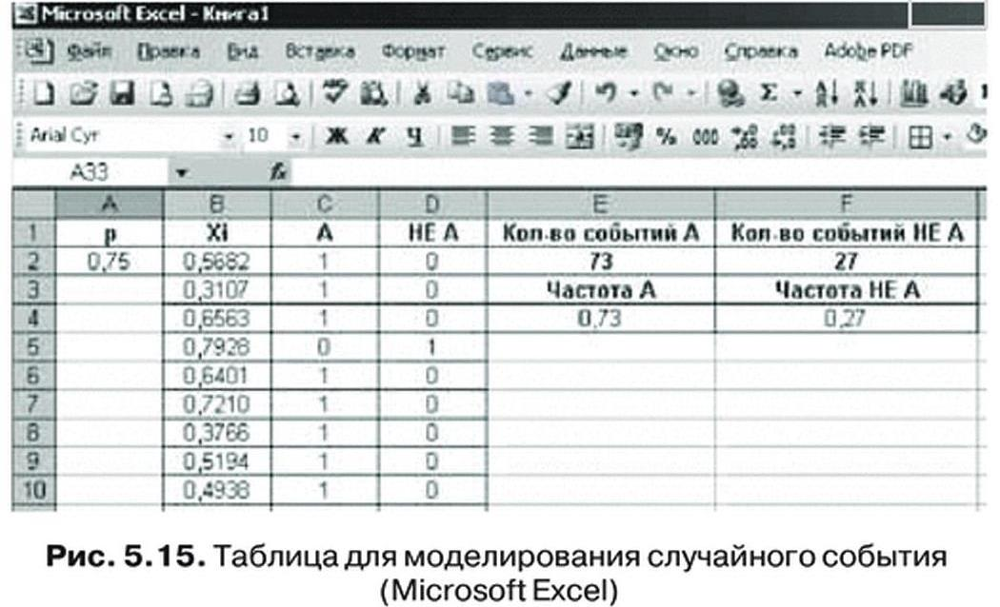 Microsoft Excel - Книга1
Файл Правка Вид Вставка Формат Сервис Данные Окно Справка Adobe PDF
Arial Cyr 10 Ж К Ч % 000
A33 fx
A B C D E F
1 p Xi A НЕ A Кол-во событий A Кол-во событий НЕ A
2 0,75 0,5682 1 0 73 27
3 0,3107 1 0 Частота A Частота НЕ A
4 0,6563 1 0 0,73 0,27
5 0,7928 0 1
6 0,6401 1 0
7 0,7210 1 0
8 0,3766 1 0
9 0,5194 1 0
10 0,4938 1 0
Рис. 5.15. Таблица для моделирования случайного события
(Microsoft Excel)